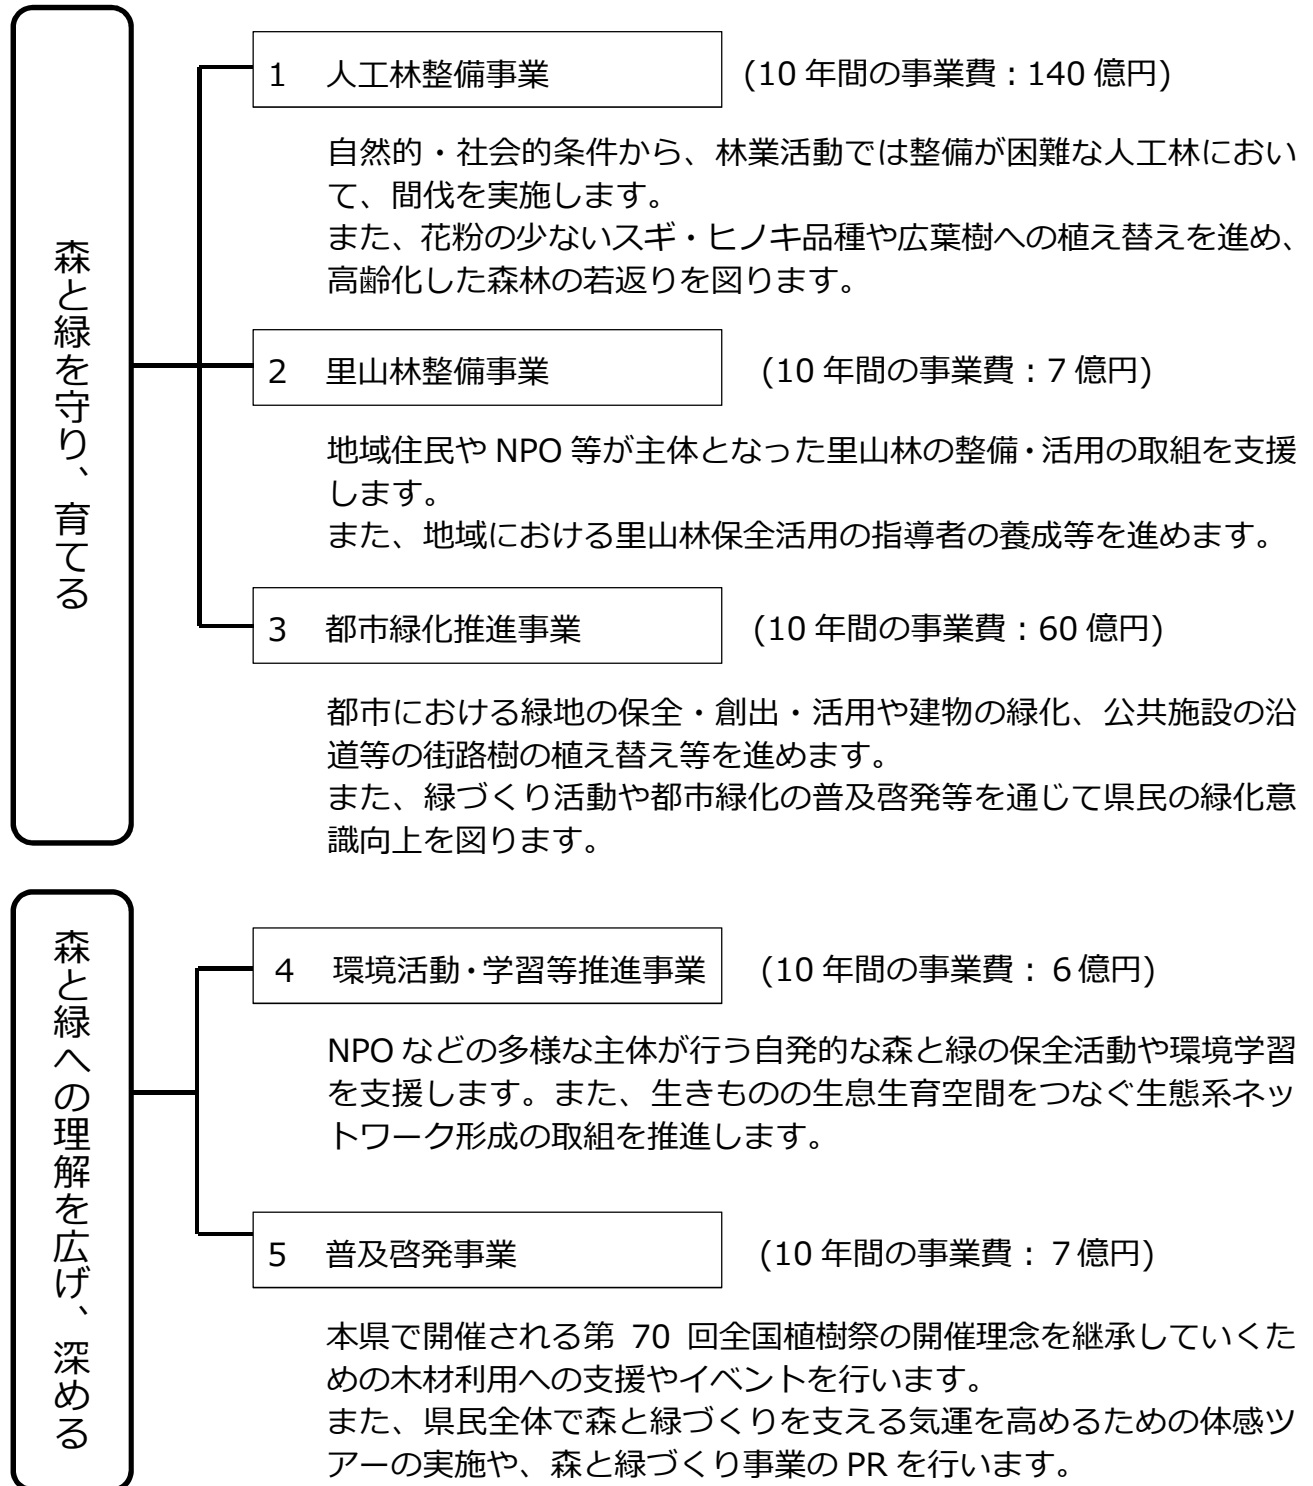 森と緑を守り、育てる
1 人工林整備事業 (10 年間の事業費：140 億円)
自然的・社会的条件から、林業活動では整備が困難な人工林におい
て、間伐を実施します。
また、花粉の少ないスギ・ヒノキ品種や広葉樹への植え替えを進め、
高齢化した森林の若返りを図ります。
2 里山林整備事業 (10 年間の事業費：7 億円)
地域住民や NPO 等が主体となった里山林の整備・活用の取組を支援
します。
また、地域における里山林保全活用の指導者の養成等を進めます。
3 都市緑化推進事業 (10 年間の事業費：60 億円)
都市における緑地の保全・創出・活用や建物の緑化、公共施設の沿
道等の街路樹の植え替え等を進めます。
また、緑づくり活動や都市緑化の普及啓発等を通じて県民の緑化意
識向上を図ります。
森と緑への理解を広げ、深める
４ 環境活動・学習等推進事業 (10 年間の事業費：６億円)
NPO などの多様な主体が行う自発的な森と緑の保全活動や環境学習
を支援します。また、生きものの生息生育空間をつなぐ生態系ネッ
トワーク形成の取組を推進します。
5 普及啓発事業 (10 年間の事業費：７億円)
本県で開催される第 70 回全国植樹祭の開催理念を継承していくた
めの木材利用への支援やイベントを行います。
また、県民全体で森と緑づくりを支える気運を高めるための体感ツ
アーの実施や、森と緑づくり事業の PR を行います。